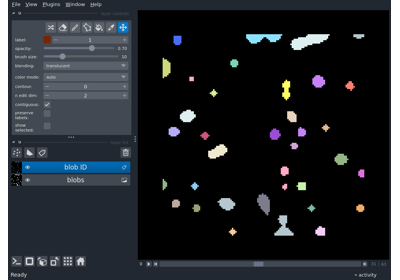 File View Plugins Window Help
label: 1
opacity: 0.70
brush size: 10
blending: translucent
color mode: auto
contour: 0
n edit dim: 2
contiguous:
preserve labels:
show selected:
blob ID
blobs
Ready
activity